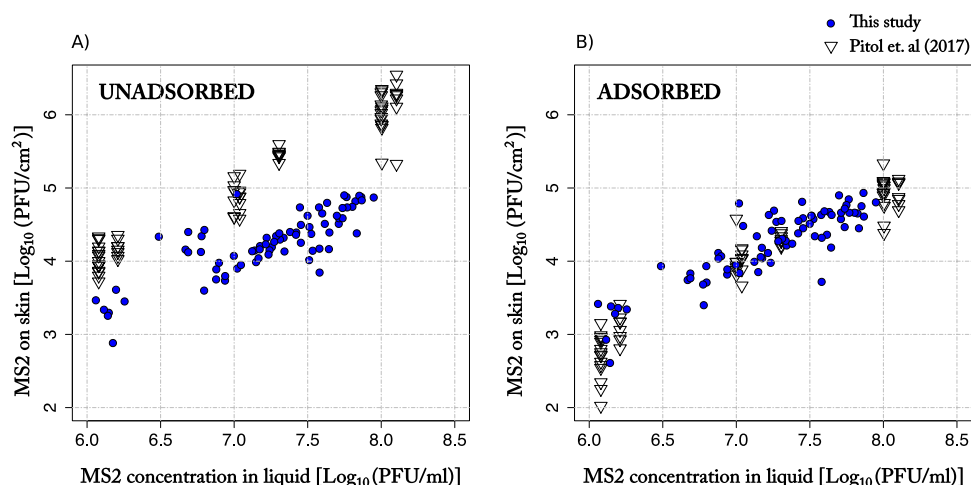 This study
Pitol et. al (2017)
A)
B)
UNADSORBED
ADSORBED
MS2 on skin [Log10 (PFU/cm²)]
6
5
4
3
2
6.0 6.5 7.0 7.5 8.0 8.5
MS2 concentration in liquid [Log10 (PFU/ml)]
MS2 on skin [Log10 (PFU/cm²)]
6
5
4
3
2
6.0 6.5 7.0 7.5 8.0 8.5
MS2 concentration in liquid [Log10 (PFU/ml)]